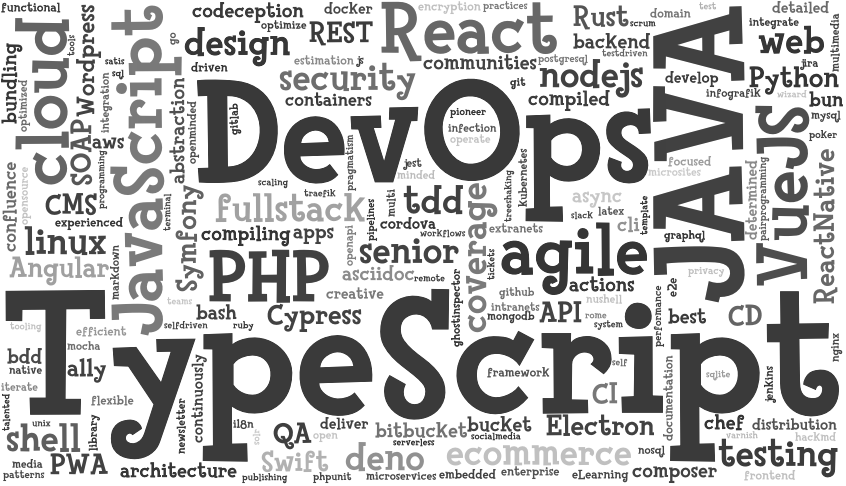 functional
codeception
docker
encryption
practices
Rust
scrum
domain
test
detailed
optimize
REST
React
integrate
multimedia
tools
go
design
backend
web
cloud
Wordpress
JavaScript
driven
estimation
js
communities
postgresql
testdriven
jira
bundling
optimized
satis
sql
integration
security
git
nodejs
develop
Python
containers
compiled
infografik
wizard
bun
mysql
SOAP
aws
abstraction
openminded
gitlab
DevOps
pioneer
infection
operate
JAVA
VueJS
poker
programming
pragmatism
jest
minded
Kubernetes
treeshaking
focused
microsites
determined
pairprogramming
ReactNative
confluence
opensource
CMS
experienced
terminal
Symfony
scaling
traefik
multi
tdd
coverage
async
slack
latex
cli
template
fullstack
pipelines
cordova
workflows
extranets
graphql
linux
compiling
apps
openapi
senior
agile
tickets
Angular
markdown
PHP
asciidoc
remote
actions
privacy
e2e
teams
creative
ghostinspector
github
nushell
intranets
performance
TypeScript
bash
Cypress
mongodb
API
rome
system
best
CD
tooling
efficient
selfdriven
ruby
nginx
bdd
mocha
native
a11y
continuously
framework
self
sqlite
iterate
flexible
CI
documentation
jenkins
talented
unix
library
newsletter
i18n
deliver
bucket
Electron
chef
distribution
shell
solr
QA
open
bitbucket
serverless
socialmedia
varnish
hackmd
media
patterns
PWA
architecture
Swift
deno
ecommerce
nosql
testing
publishing
phpunit
microservices
embedded
enterprise
eLearning
composer
frontend